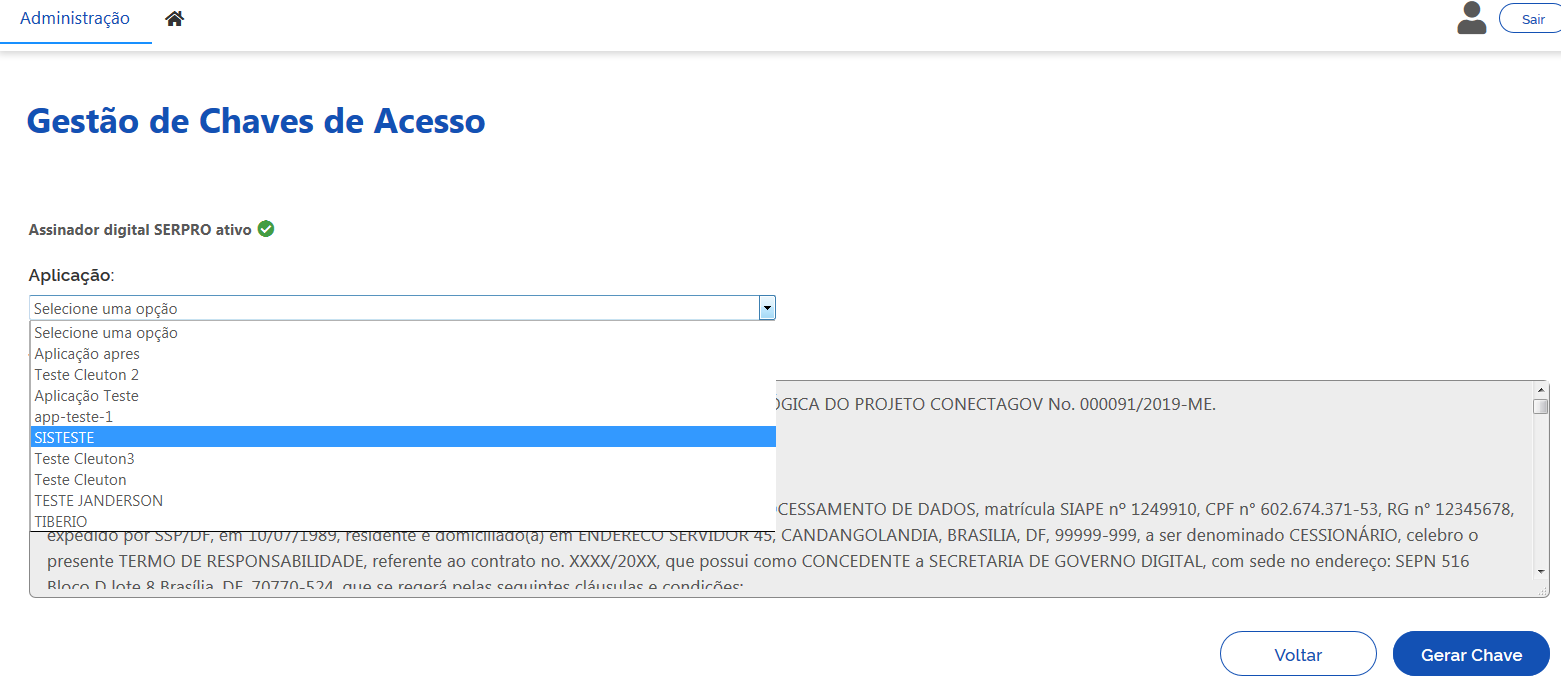 Administração
Sair
Gestão de Chaves de Acesso
Assinador digital SERPRO ativo
Aplicação:
Selecione uma opção
Selecione uma opção
Aplicação apres
Teste Cleuton 2
Aplicação Teste
app-teste-1
SISTESTE
Teste Cleuton3
Teste Cleuton
TESTE JANDERSON
TIBERIO
ÓGICA DO PROJETO CONECTAGOV No. 000091/2019-ME.
OCESSAMENTO DE DADOS, matrícula SIAPE nº 1249910, CPF n° 602.674.371-53, RG n° 12345678,
expedido por SSP/DF, em 10/07/1989, residente e domiciliado(a) em ENDERECO SERVIDOR 45, CANDANGOLANDIA, BRASILIA, DF, 99999-999, a ser denominado CESSIONÁRIO, celebro o
presente TERMO DE RESPONSABILIDADE, referente ao contrato no. XXXX/20XX, que possui como CONCEDENTE a SECRETARIA DE GOVERNO DIGITAL, com sede no endereço: SEPN 516
Bloco D lote 8 Brasília, DF, 70770-524, que se regerá pelas seguintes cláusulas e condições:
Voltar
Gerar Chave